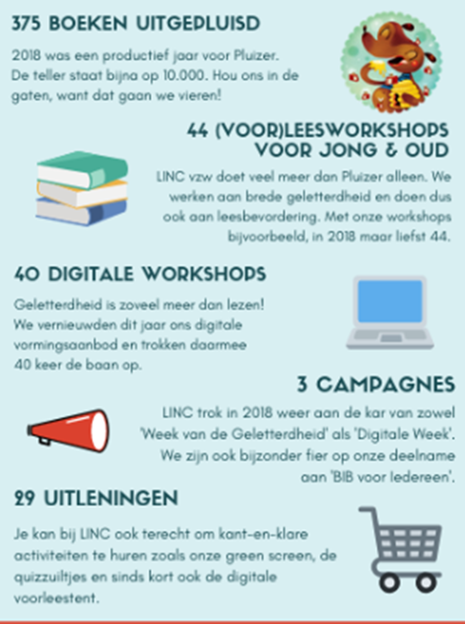 375 BOEKEN UITGEPLUISD
2018 was een productief jaar voor Pluizer.
De teller staat bijna op 10.000. Hou ons in de
gaten, want dat gaan we vieren!
44 (VOOR)LEESWORKSHOPS
VOOR JONG & OUD
LINC vzw doet veel meer dan Pluizer alleen. We
werken aan brede geletterdheid en doen dus
ook aan leesbevordering. Met onze workshops
bijvoorbeeld, in 2018 maar liefst 44.
40 DIGITALE WORKSHOPS
Geletterdheid is zoveel meer dan lezen!
We vernieuwden dit jaar ons digitale
vormingsaanbod en trokken daarmee
40 keer de baan op.
3 CAMPAGNES
LINC trok in 2018 weer aan de kar van zowel
'Week van de Geletterdheid' als 'Digitale Week'.
We zijn ook bijzonder fier op onze deelname
aan 'BIB voor Iedereen'.
29 UITLENINGEN
Je kan bij LINC ook terecht om kant-en-klare
activiteiten te huren zoals onze green screen, de
quizzuiltjes en sinds kort ook de digitale
voorleestent.